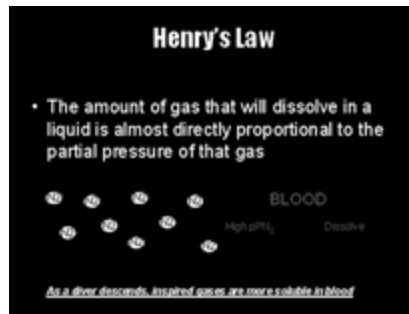 Henry's Law
• The amount of gas that will dissolve in a
liquid is almost directly proportional to the
partial pressure of that gas
BLOOD
High pPN₂
Dissolve
As a diver descends, inspired gases are more soluble in blood